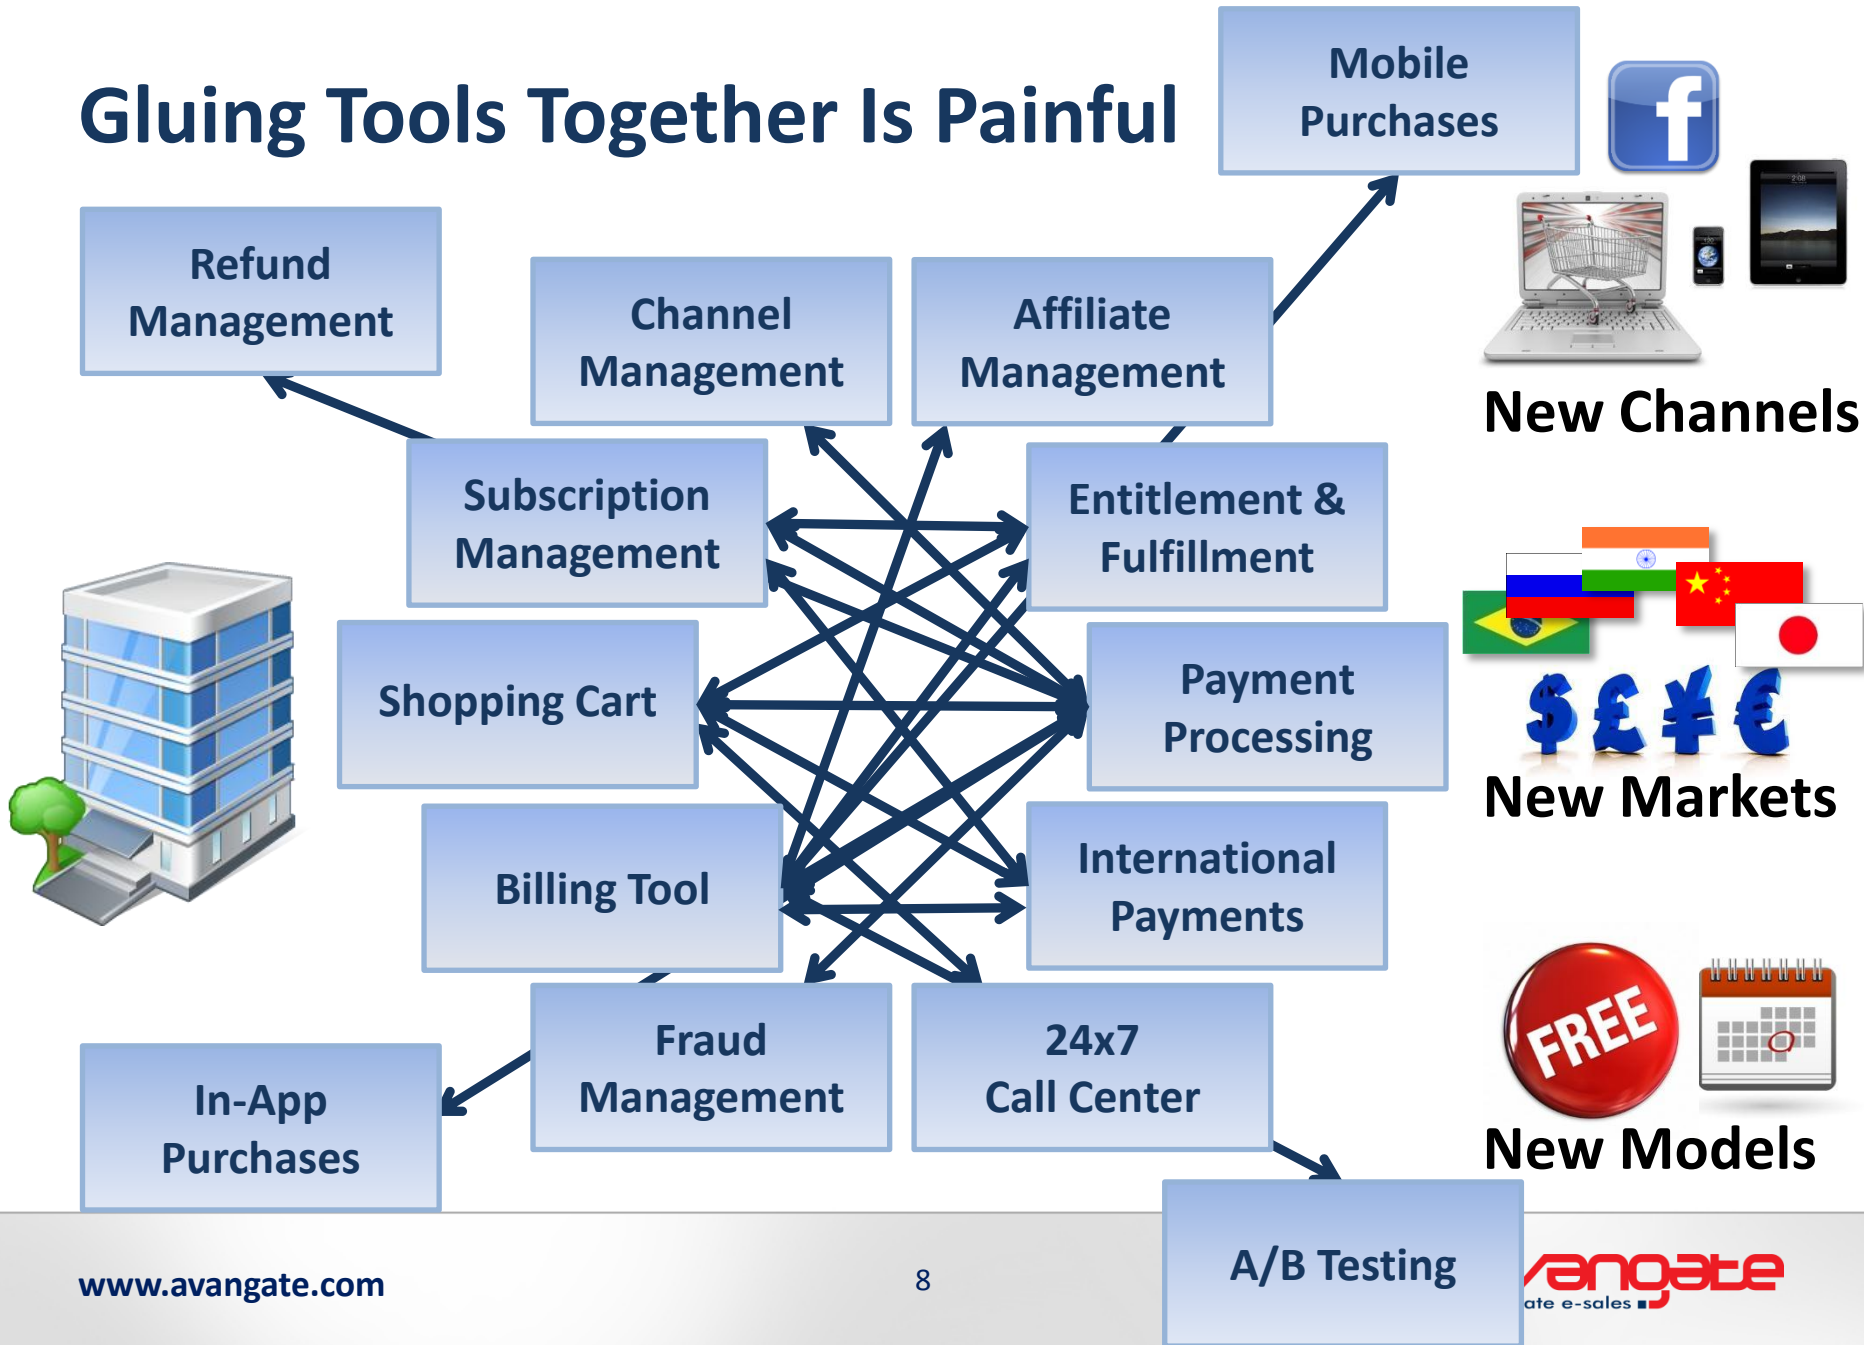 Gluing Tools Together Is Painful
Mobile
Purchases
Refund
Management
Channel
Management
Affiliate
Management
New Channels
Subscription
Management
Entitlement &
Fulfillment
Shopping Cart
Payment
Processing
$£¥€
New Markets
Billing Tool
International
Payments
FREE
Fraud
Management
24x7
Call Center
In-App
Purchases
New Models
A/B Testing
www.avangate.com
8
vangate
ate e-sales